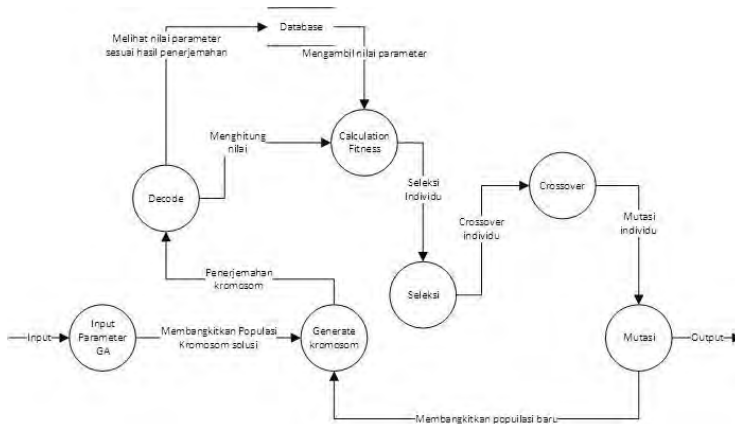 Melihat nilai parameter
sesuai hasil penerjemahan
Database
Mengambil nilai parameter
Menghitung
nilai
Calculation
Fitness
Decode
Seleksi
Individu
Crossover
Crossover
individu
Mutasi
individu
Penerjemahan
kromosom
Seleksi
Input
Input
Parameter
GA
Membangkitkan Populasi
Kromosom solusi
Generate
kromosom
Mutasi
Output
Membangkitkan populasi baru